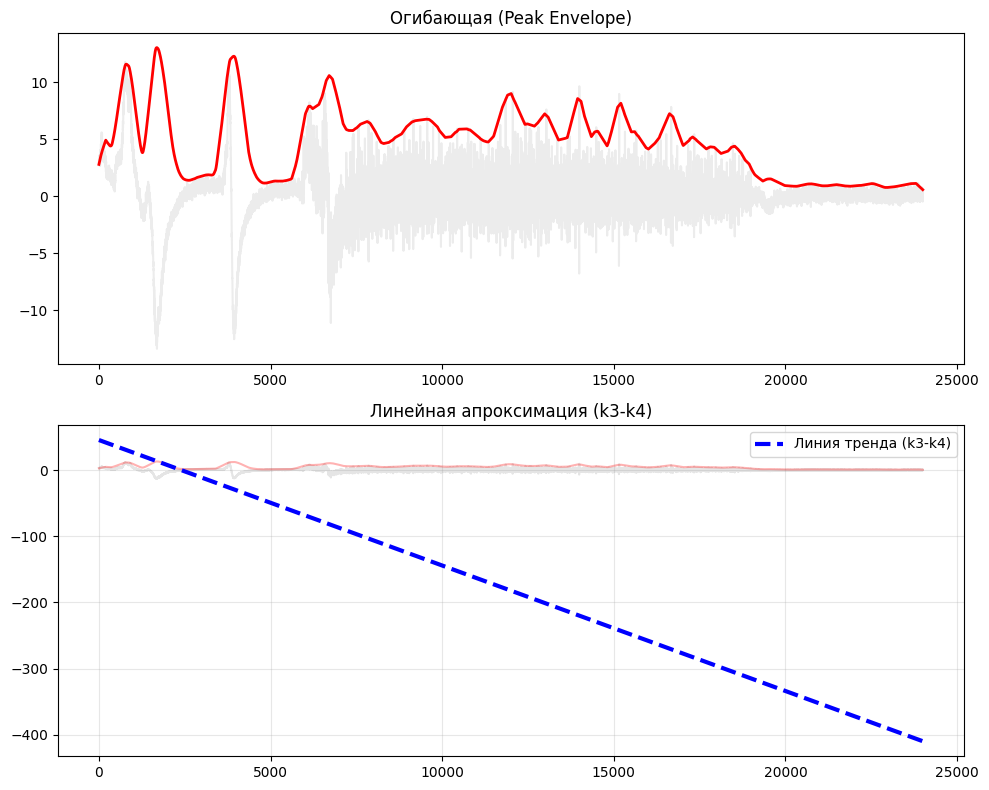 Огибающая (Peak Envelope)
10
5
0
−5
−10
0 5000 10000 15000 20000 25000
Линейная апроксимация (k3-k4)
Линия тренда (k3-k4)
0
−100
−200
−300
−400
0 5000 10000 15000 20000 25000